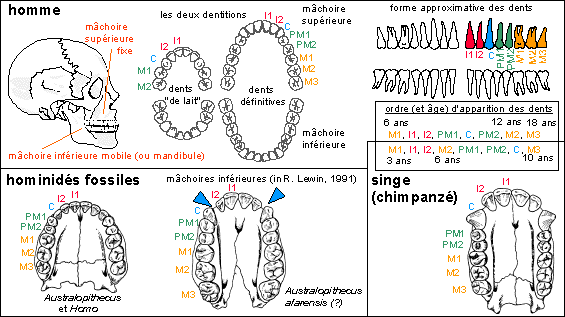 homme
mâchoire
supérieure
fixe
mâchoire inférieure mobile (ou mandibule)
les deux dentitions
mâchoire
supérieure
I1
I2
C
M1
M2
dents
"de lait"
I1
I2
C
PM1
PM2
M1
M2
M3
dents
définitives
mâchoire
inférieure
forme approximative des dents
I1 I2 C PM1 PM2 M1 M2 M3
ordre (et âge) d'apparition des dents
6 ans 12 ans 18 ans
M1, I1, I2, PM1, C, PM2, M2, M3
M1, I1, I2, M2, PM1, PM2, C, M3
3 ans 6 ans 10 ans
hominidés fossiles
I1
I2
C
PM1
PM2
M1
M2
M3
Australopithecus
et Homo
mâchoires inférieures (in R. Lewin, 1991)
I1
I2
C
PM1
PM2
M1
M2
M3
Australopithecus
afarensis (?)
singe
(chimpanzé)
I1
I2
C
PM1
PM2
M1
M2
M3